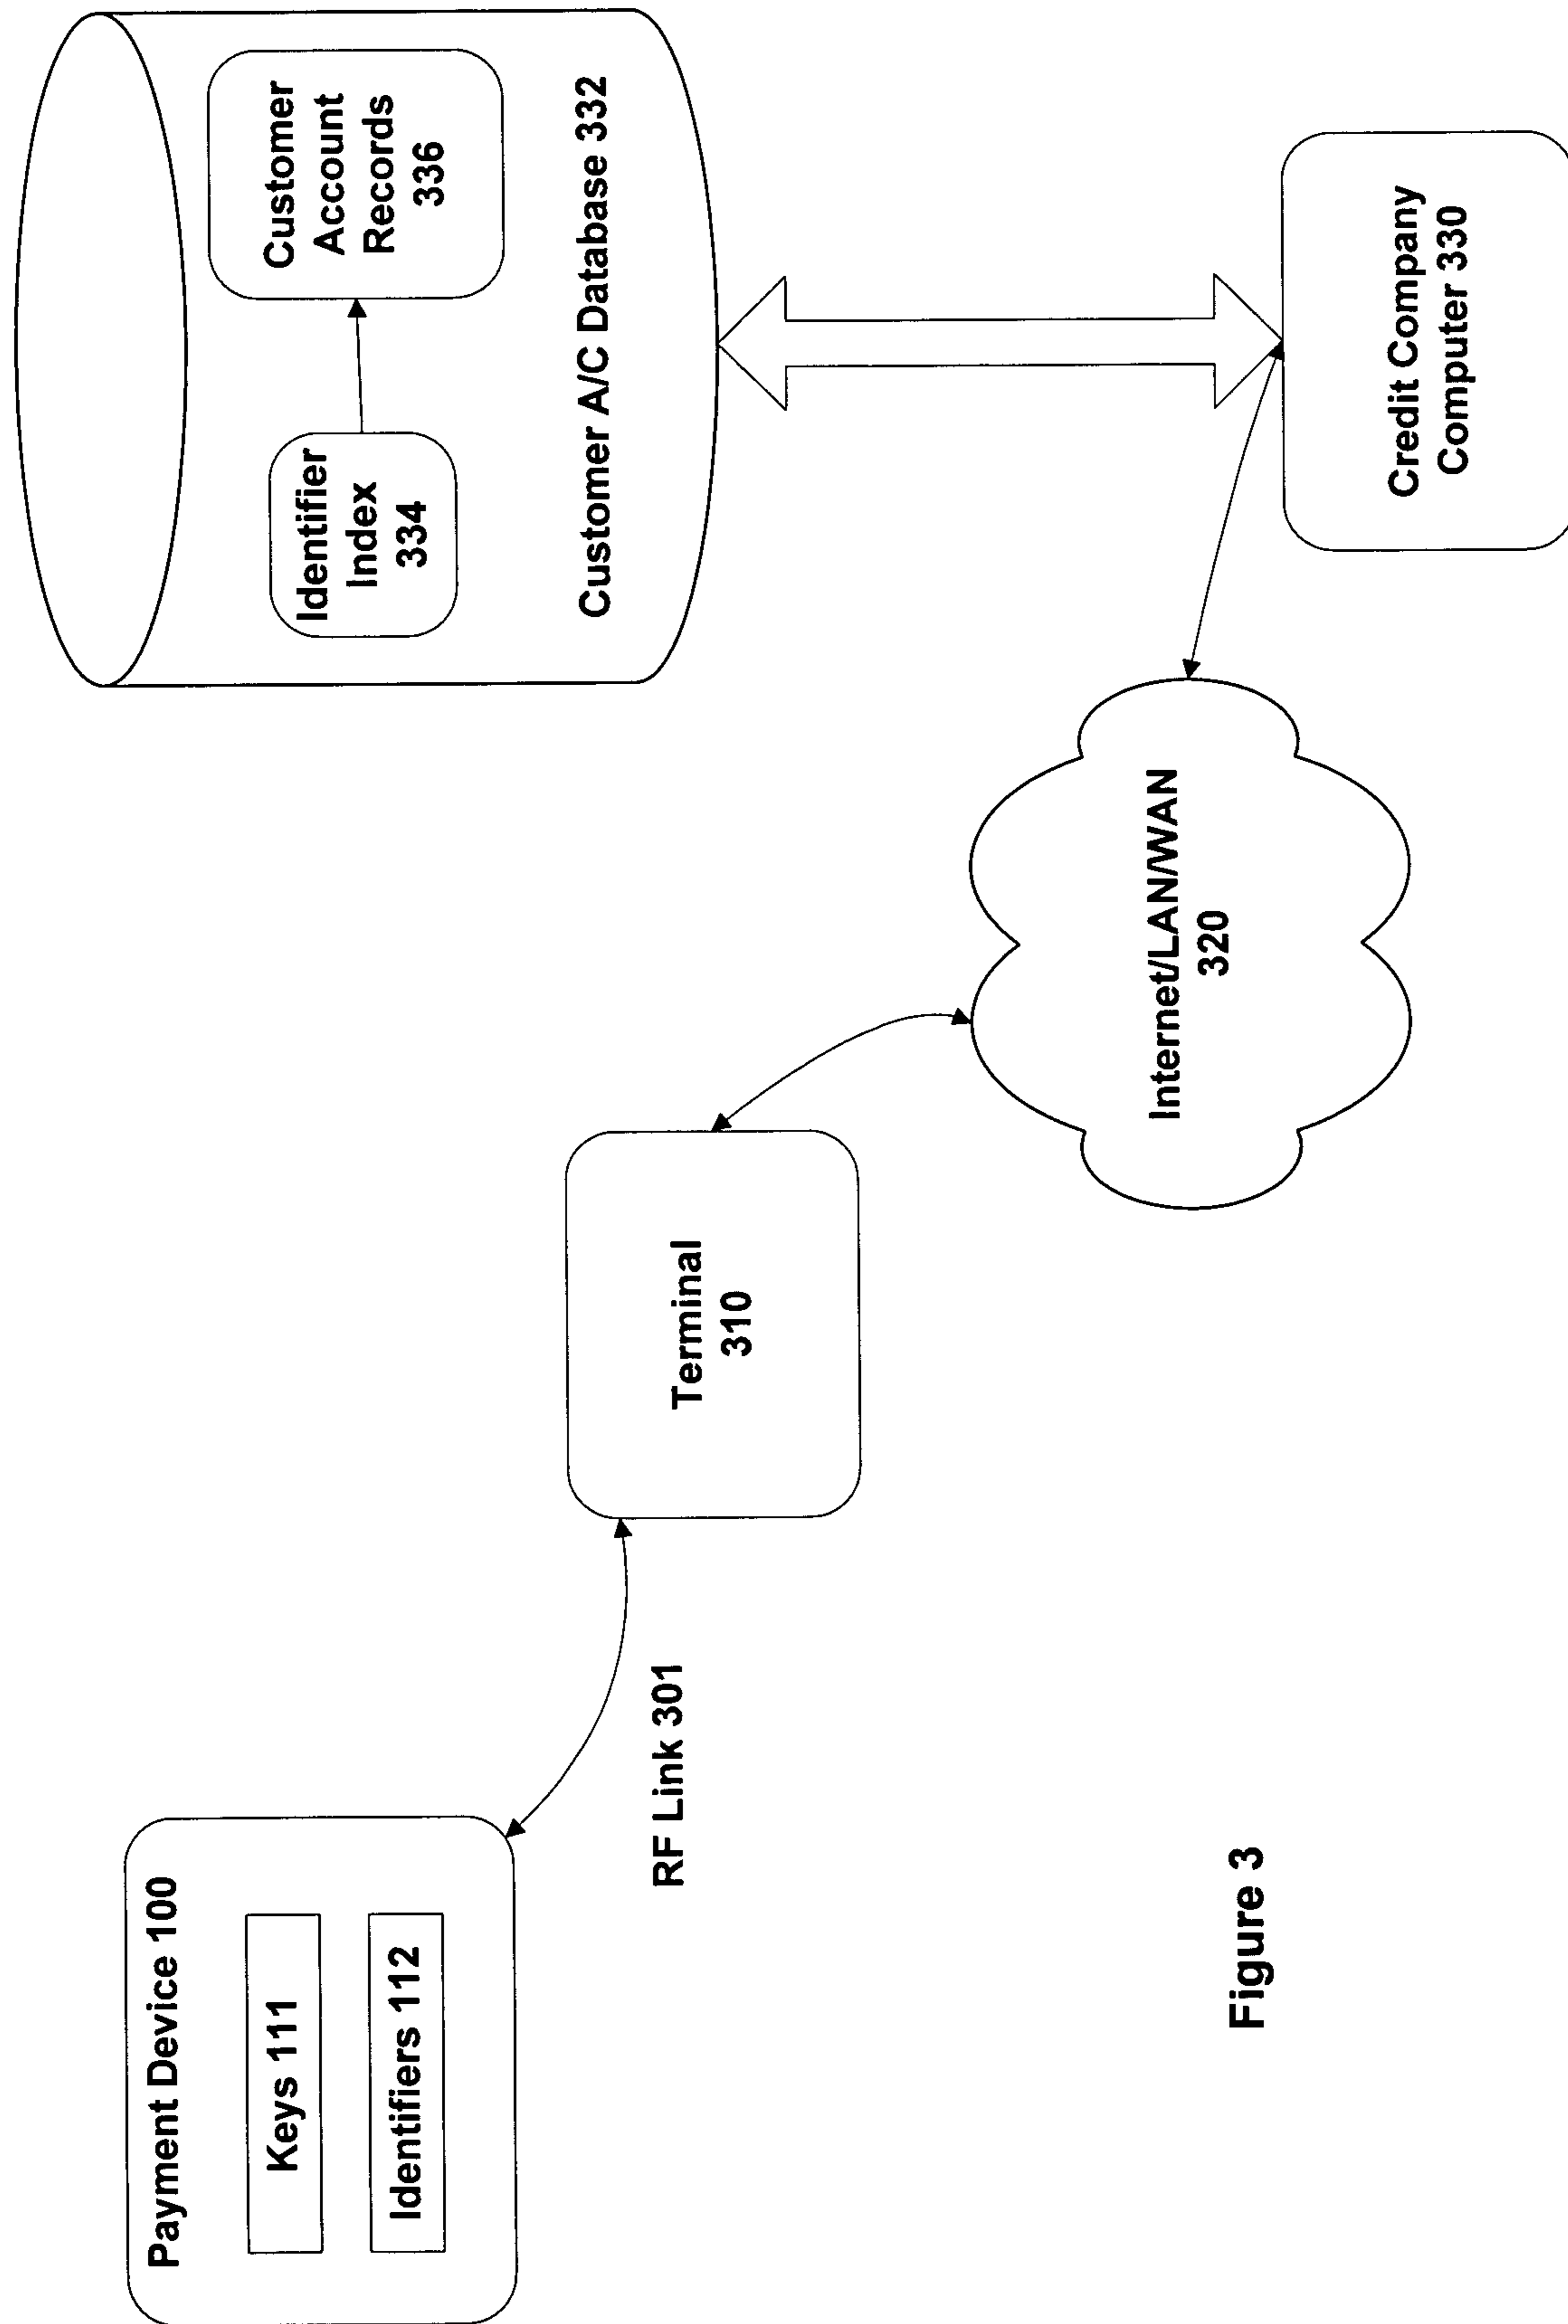 Payment Device 100
Keys 111
Identifiers 112
RF Link 301
Terminal
310
Internet/LAN/WAN
320
Identifier
Index
334
Customer
Account
Records
336
Customer A/C Database 332
Credit Company
Computer 330
Figure 3